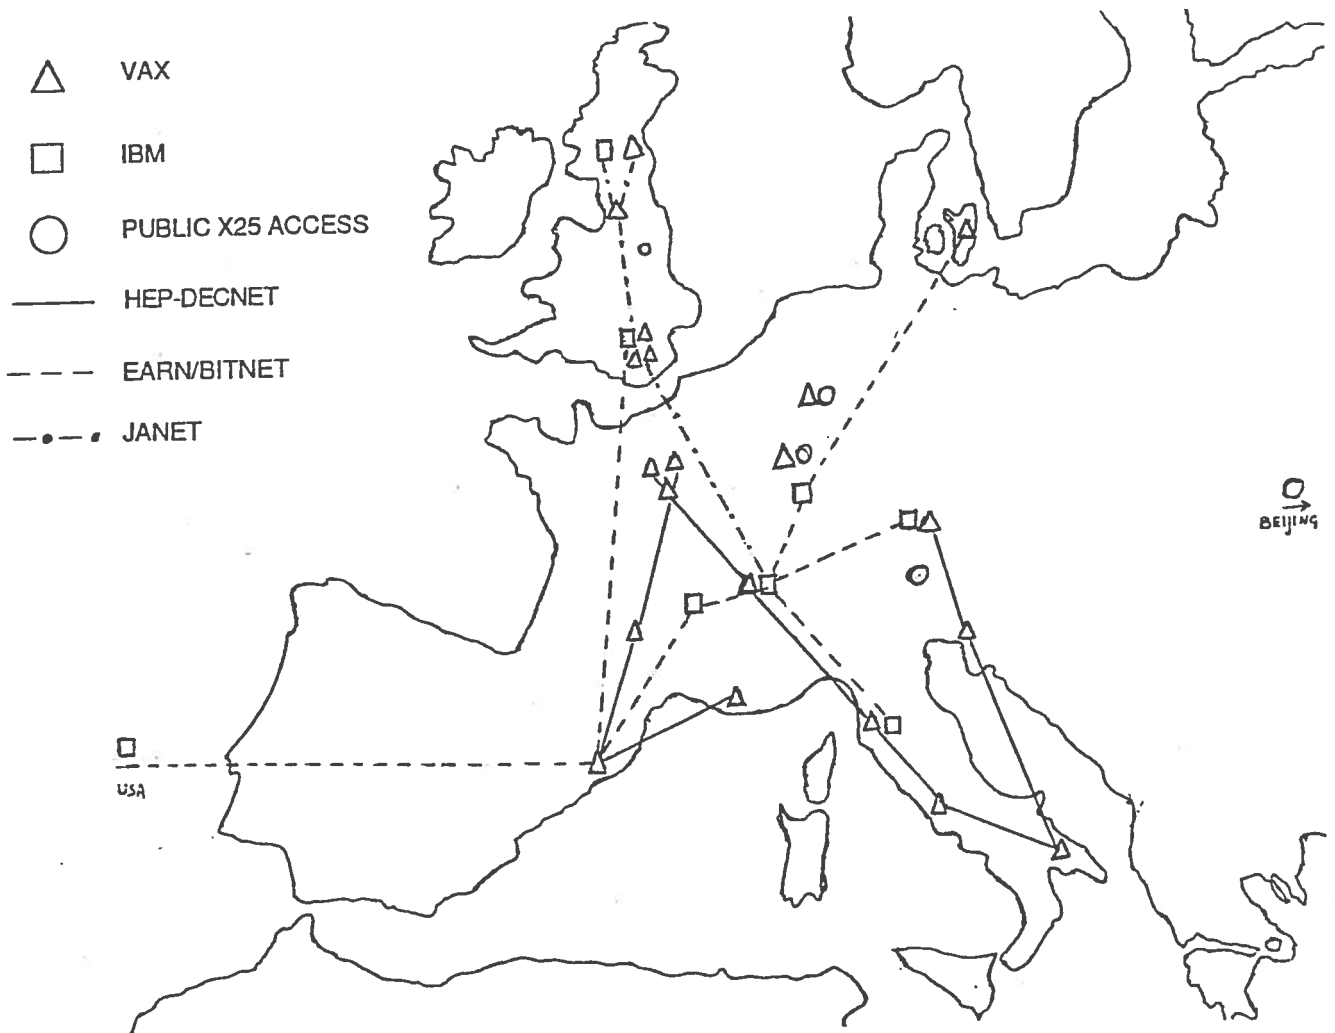 VAX
IBM
PUBLIC X25 ACCESS
HEP-DECNET
EARN/BITNET
JANET
BEIJING
USA